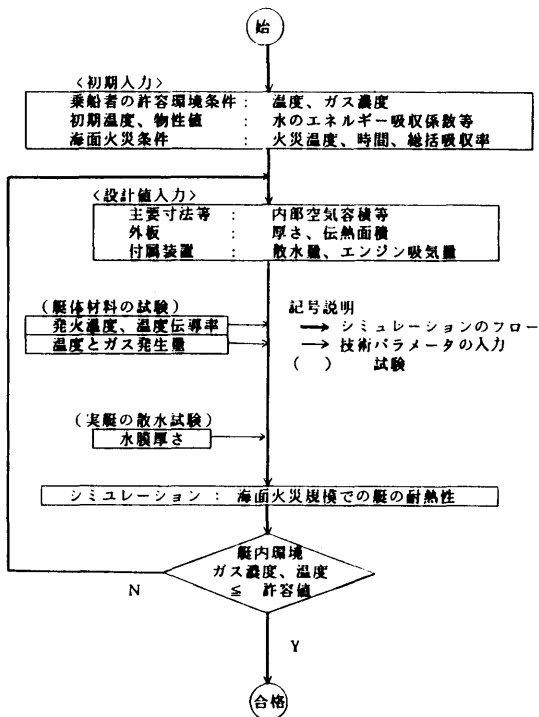 始
〈初期入力〉
乗船者の許容環境条件： 温度、ガス濃度
初期温度、物性値 ： 水のエネルギー吸収係数等
海面火災条件 ： 火災温度、時間、総括吸収率
〈設計値入力〉
主要寸法等 ： 内部空気容積等
外板 ： 厚さ、伝熱面積
付属装置 ： 散水量、エンジン吸気量
(艇体材料の試験)
発火温度、温度伝導率
温度とガス発生量
記号説明
→ シミュレーションのフロー
→ 技術パラメータの入力
( ) 試験
(実艇の散水試験)
水膜厚さ
シミュレーション ： 海面火災規模での艇の耐熱性
艇内環境
ガス濃度、温度
≦ 許容値
N
Y
合格